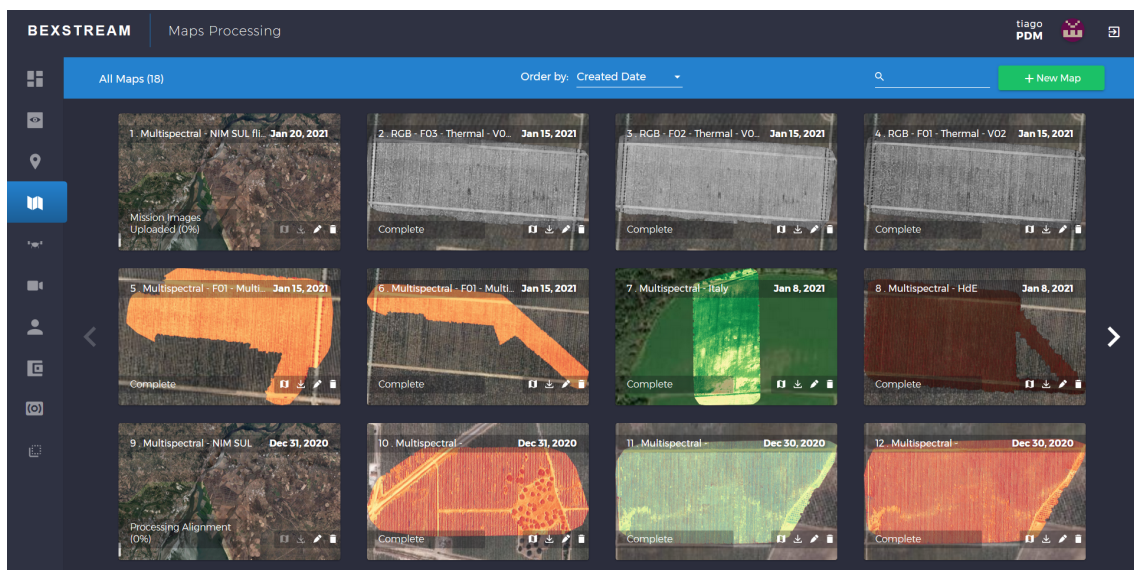 BEXSTREAM
Maps Processing
tiago
PDM
All Maps (18)
Order by: Created Date
+ New Map
1 . Multispectral - NIM SUL fli... Jan 20, 2021
Mission Images
Uploaded (0%)
2 . RGB - F03 - Thermal - V0... Jan 15, 2021
Complete
3 . RGB - F02 - Thermal - V0... Jan 15, 2021
Complete
4 . RGB - F01 - Thermal - V02 Jan 15, 2021
Complete
5 . Multispectral - F01 - Multi... Jan 15, 2021
Complete
6 . Multispectral - F01 - Multi... Jan 15, 2021
Complete
7 . Multispectral - Italy Jan 8, 2021
Complete
8 . Multispectral - HdE Jan 8, 2021
Complete
9 . Multispectral - NIM SUL Dec 31, 2020
Processing Alignment
(0%)
10 . Multispectral - Dec 31, 2020
Complete
11 . Multispectral - Dec 30, 2020
Complete
12 . Multispectral - Dec 30, 2020
Complete